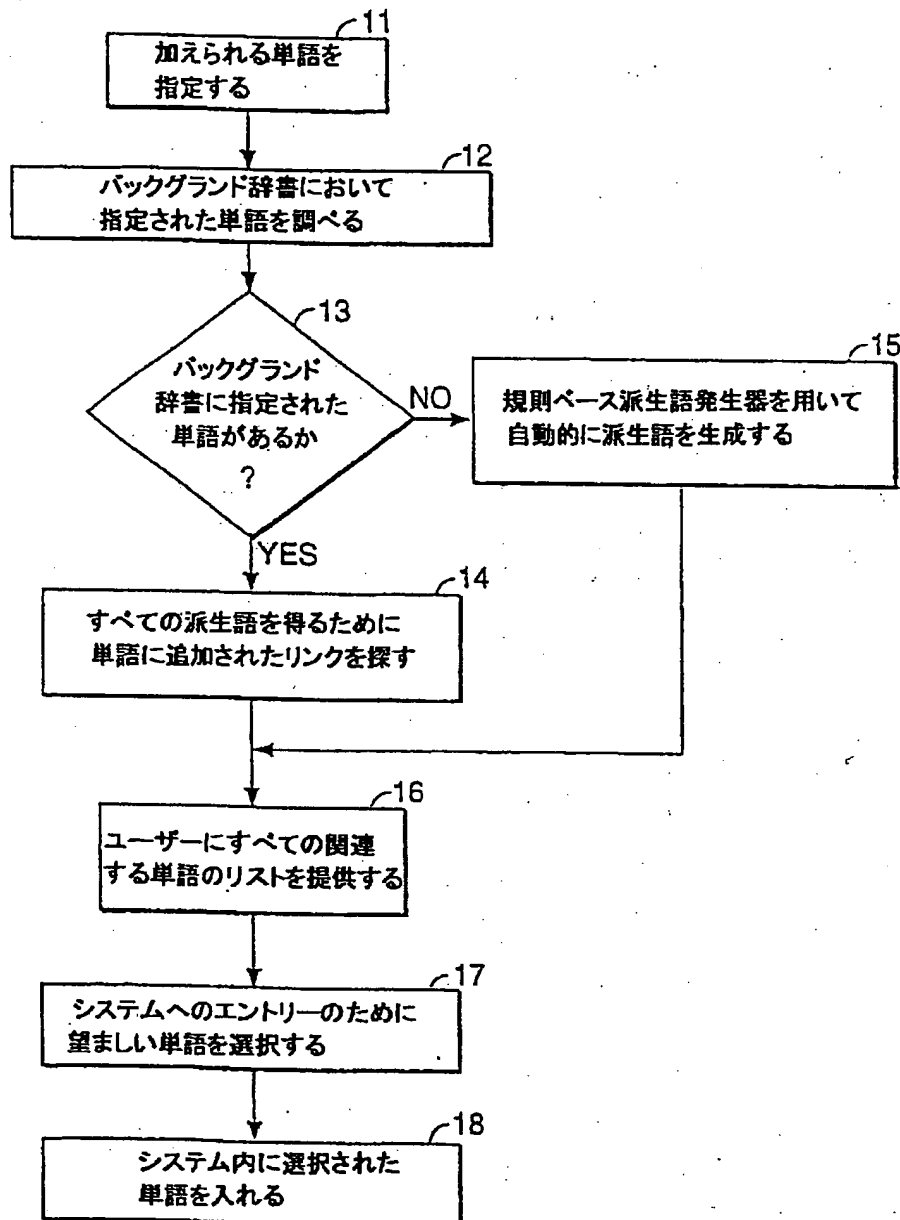 11
加えられる単語を
指定する
12
バックグランド辞書において
指定された単語を調べる
13
バックグランド
辞書に指定された
単語があるか
?
NO
15
規則ベース派生語発生器を用いて
自動的に派生語を生成する
YES
14
すべての派生語を得るために
単語に追加されたリンクを探す
16
ユーザーにすべての関連
する単語のリストを提供する
17
システムへのエントリーのために
望ましい単語を選択する
18
システム内に選択された
単語を入れる